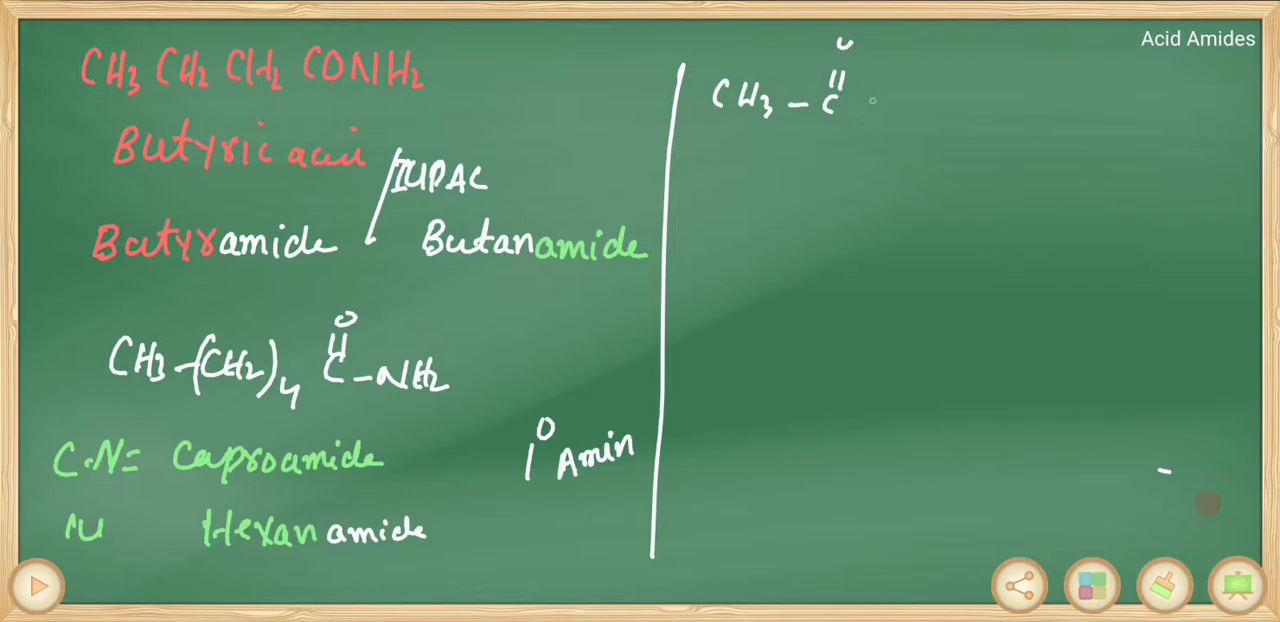 Acid Amides
CH3 CH2 CH2 CONH2
Butyric acid
IUPAC
Butyramide
Butanamide
O
CH3 -(CH2)4 C -NH2
C.N= Caproamide
1° Amin
IU Hexanamide
O
CH3 - C